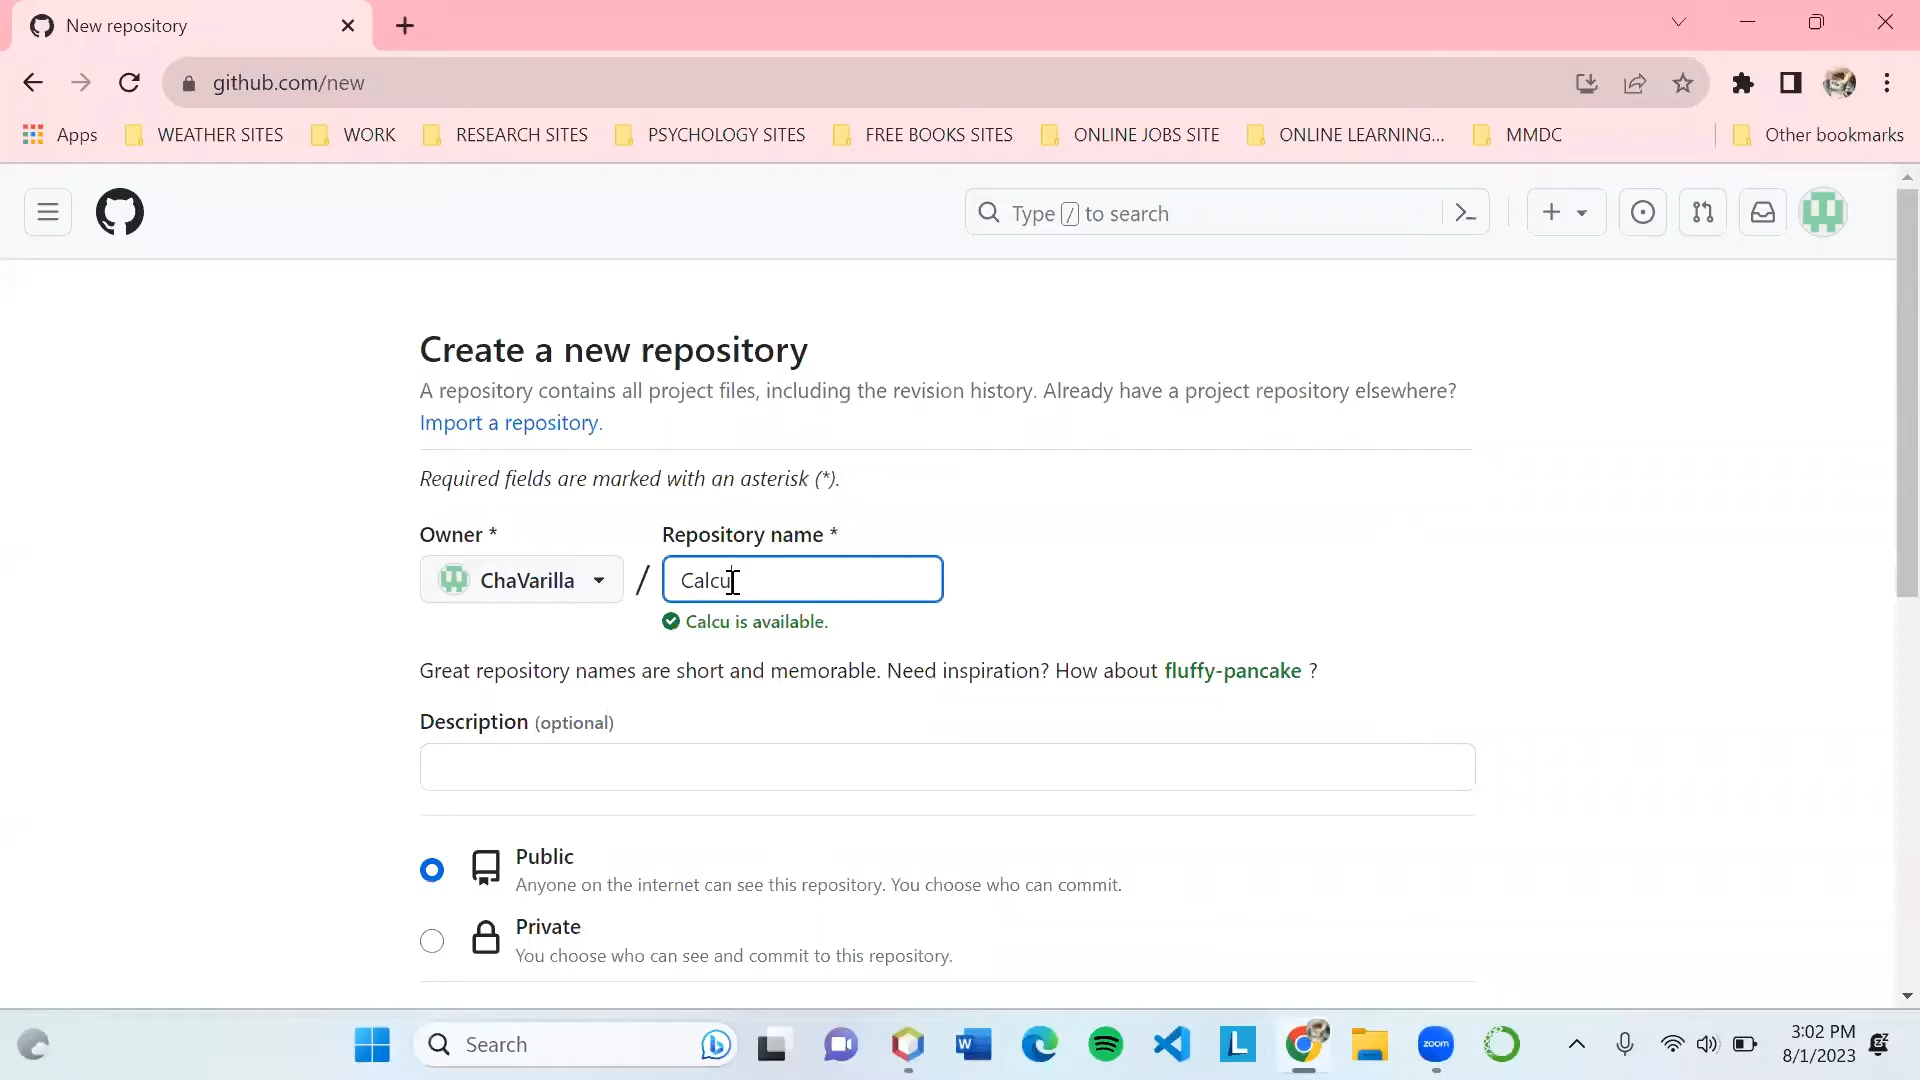 New repository
github.com/new
Apps
WEATHER SITES
WORK
RESEARCH SITES
PSYCHOLOGY SITES
FREE BOOKS SITES
ONLINE JOBS SITE
ONLINE LEARNING...
MMDC
Other bookmarks
Type / to search
Create a new repository
A repository contains all project files, including the revision history. Already have a project repository elsewhere?
Import a repository.
Required fields are marked with an asterisk (*).
Owner *
Repository name *
ChaVarilla
/
Calcu
Calcu is available.
Great repository names are short and memorable. Need inspiration? How about fluffy-pancake ?
Description (optional)
Public
Anyone on the internet can see this repository. You choose who can commit.
Private
You choose who can see and commit to this repository.
Search
W
L
zoom
3:02 PM
8/1/2023